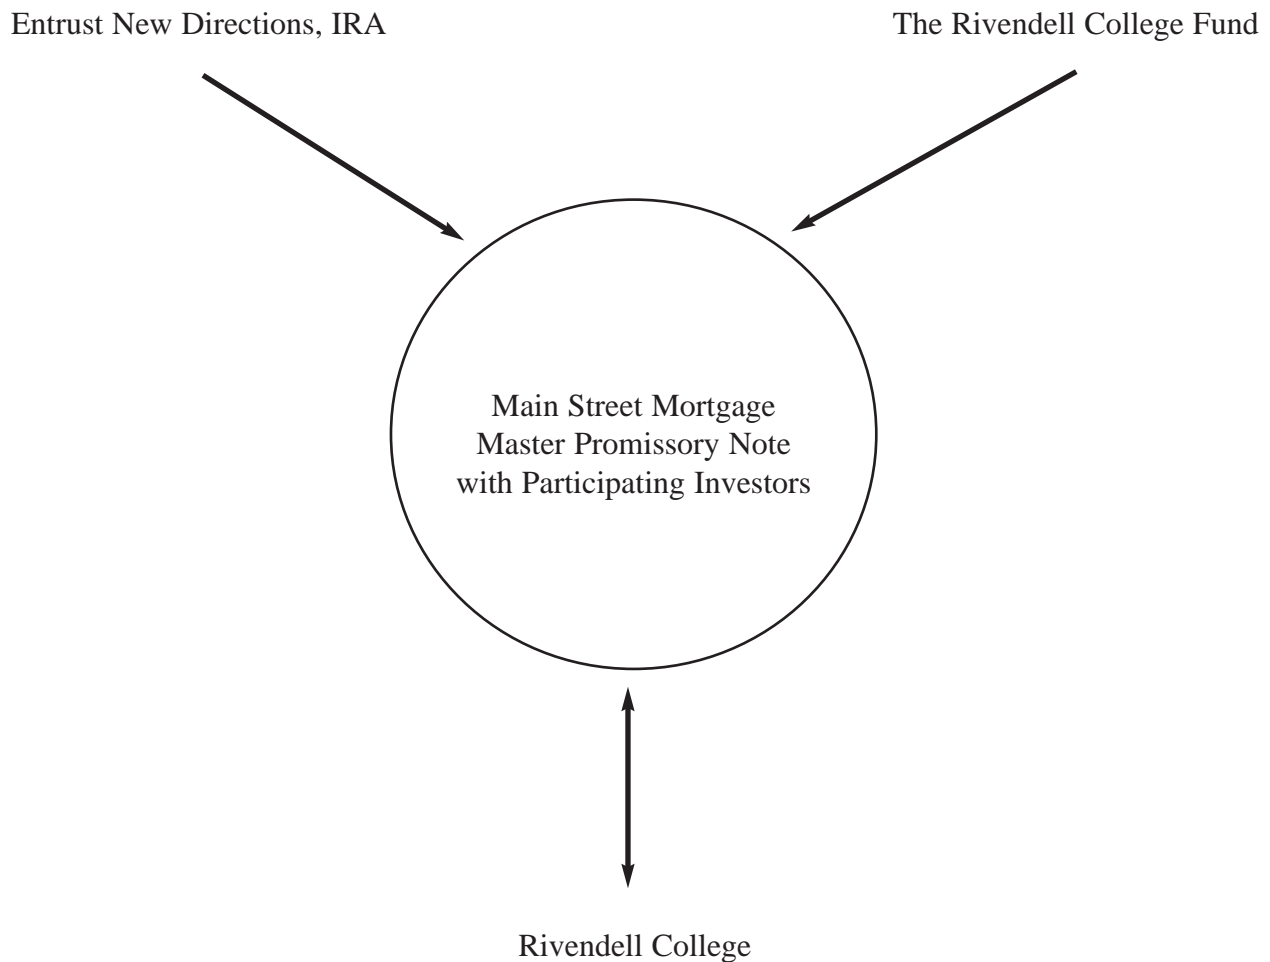 Entrust New Directions, IRA
The Rivendell College Fund
Main Street Mortgage
Master Promissory Note
with Participating Investors
Rivendell College